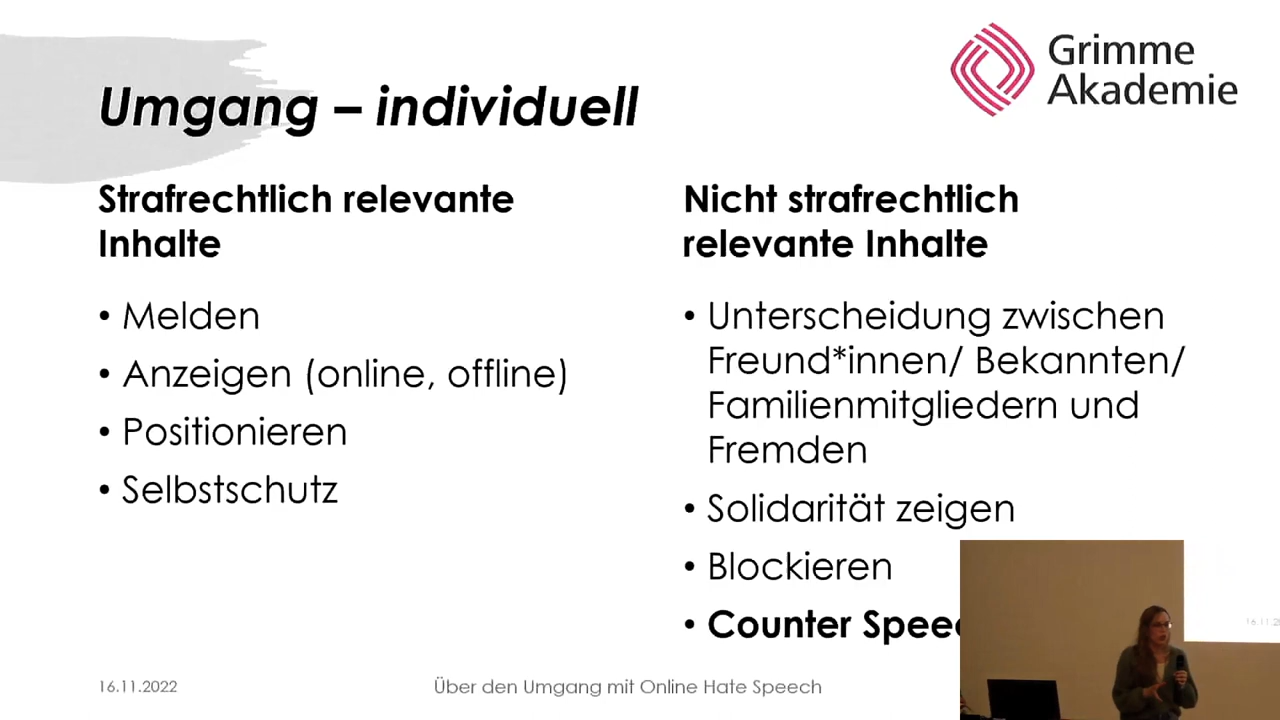 Grimme
Akademie
Umgang – individuell
Strafrechtlich relevante
Inhalte
• Melden
• Anzeigen (online, offline)
• Positionieren
• Selbstschutz
Nicht strafrechtlich
relevante Inhalte
• Unterscheidung zwischen
Freund*innen/ Bekannten/
Familienmitgliedern und
Fremden
• Solidarität zeigen
• Blockieren
• Counter
16.11.2022
Über den Umgang mit Online Hate Speech